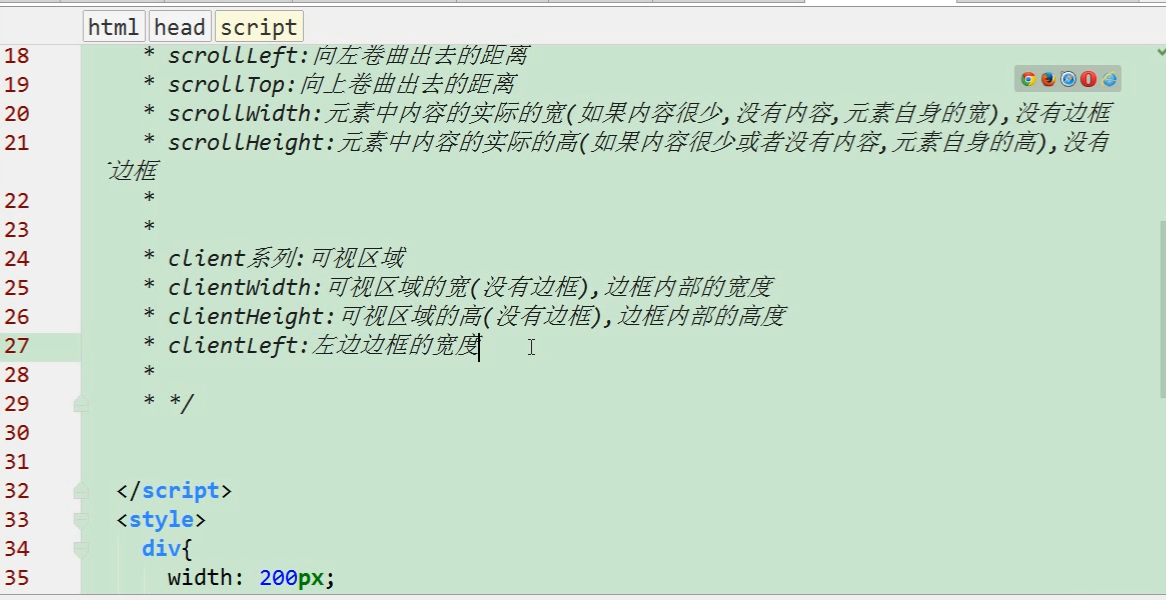 html head script
18 * scrollLeft:向左卷曲出去的距离
19 * scrollTop:向上卷曲出去的距离
20 * scrollWidth:元素中内容的实际的宽(如果内容很少,没有内容,元素自身的宽),没有边框
21 * scrollHeight:元素中内容的实际的高(如果内容很少或者没有内容,元素自身的高),没有
边框
22 *
23 *
24 * client系列:可视区域
25 * clientWidth:可视区域的宽(没有边框),边框内部的宽度
26 * clientHeight:可视区域的高(没有边框),边框内部的高度
27 * clientLeft:左边边框的宽度
28 *
29 * */
30
31
32 </script>
33 <style>
34 div{
35 width: 200px;